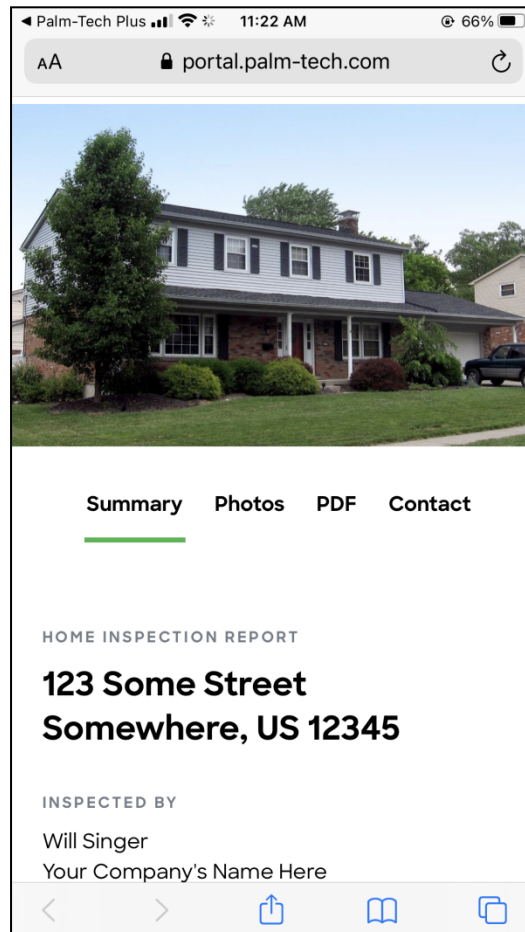 ◀ Palm-Tech Plus 11:22 AM 66%
AA portal.palm-tech.com
Summary Photos PDF Contact
HOME INSPECTION REPORT
123 Some Street
Somewhere, US 12345
INSPECTED BY
Will Singer
Your Company's Name Here